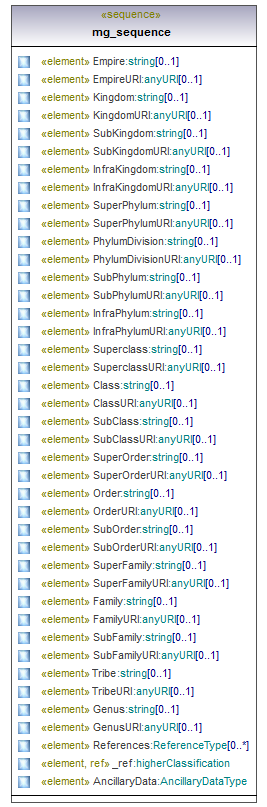 «sequence»
mg_sequence
«element» Empire:string[0..1]
«element» EmpireURI:anyURI[0..1]
«element» Kingdom:string[0..1]
«element» KingdomURI:anyURI[0..1]
«element» SubKingdom:string[0..1]
«element» SubKingdomURI:anyURI[0..1]
«element» InfraKingdom:string[0..1]
«element» InfraKingdomURI:anyURI[0..1]
«element» SuperPhylum:string[0..1]
«element» SuperPhylumURI:anyURI[0..1]
«element» PhylumDivision:string[0..1]
«element» PhylumDivisionURI:anyURI[0..1]
«element» SubPhylum:string[0..1]
«element» SubPhylumURI:anyURI[0..1]
«element» InfraPhylum:string[0..1]
«element» InfraPhylumURI:anyURI[0..1]
«element» Superclass:string[0..1]
«element» SuperclassURI:anyURI[0..1]
«element» Class:string[0..1]
«element» ClassURI:anyURI[0..1]
«element» SubClass:string[0..1]
«element» SubClassURI:anyURI[0..1]
«element» SuperOrder:string[0..1]
«element» SuperOrderURI:anyURI[0..1]
«element» Order:string[0..1]
«element» OrderURI:anyURI[0..1]
«element» SubOrder:string[0..1]
«element» SubOrderURI:anyURI[0..1]
«element» SuperFamily:string[0..1]
«element» SuperFamilyURI:anyURI[0..1]
«element» Family:string[0..1]
«element» FamilyURI:anyURI[0..1]
«element» SubFamily:string[0..1]
«element» SubFamilyURI:anyURI[0..1]
«element» Tribe:string[0..1]
«element» TribeURI:anyURI[0..1]
«element» Genus:string[0..1]
«element» GenusURI:anyURI[0..1]
«element» References:ReferenceType[0..*]
«element, ref» _ref:higherClassification
«element» AncillaryData:AncillaryDataType